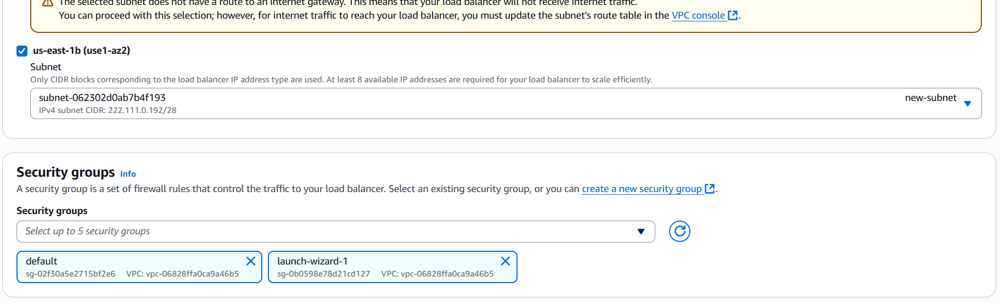 The selected subnet does not have a route to an internet gateway. This means that your load balancer will not receive internet traffic.
You can proceed with this selection; however, for internet traffic to reach your load balancer, you must update the subnet's route table in the VPC console.
us-east-1b (use1-az2)
Subnet
Only CIDR blocks corresponding to the load balancer IP address type are used. At least 8 available IP addresses are required for your load balancer to scale efficiently.
subnet-062302d0ab7b4f193 new-subnet
IPv4 subnet CIDR: 222.111.0.192/28
Security groups Info
A security group is a set of firewall rules that control the traffic to your load balancer. Select an existing security group, or you can create a new security group.
Security groups
Select up to 5 security groups
default
sg-02f30a5e2715bf2e6 VPC: vpc-06828ffa0ca9a46b5
launch-wizard-1
sg-0b0598e78d21cd127 VPC: vpc-06828ffa0ca9a46b5